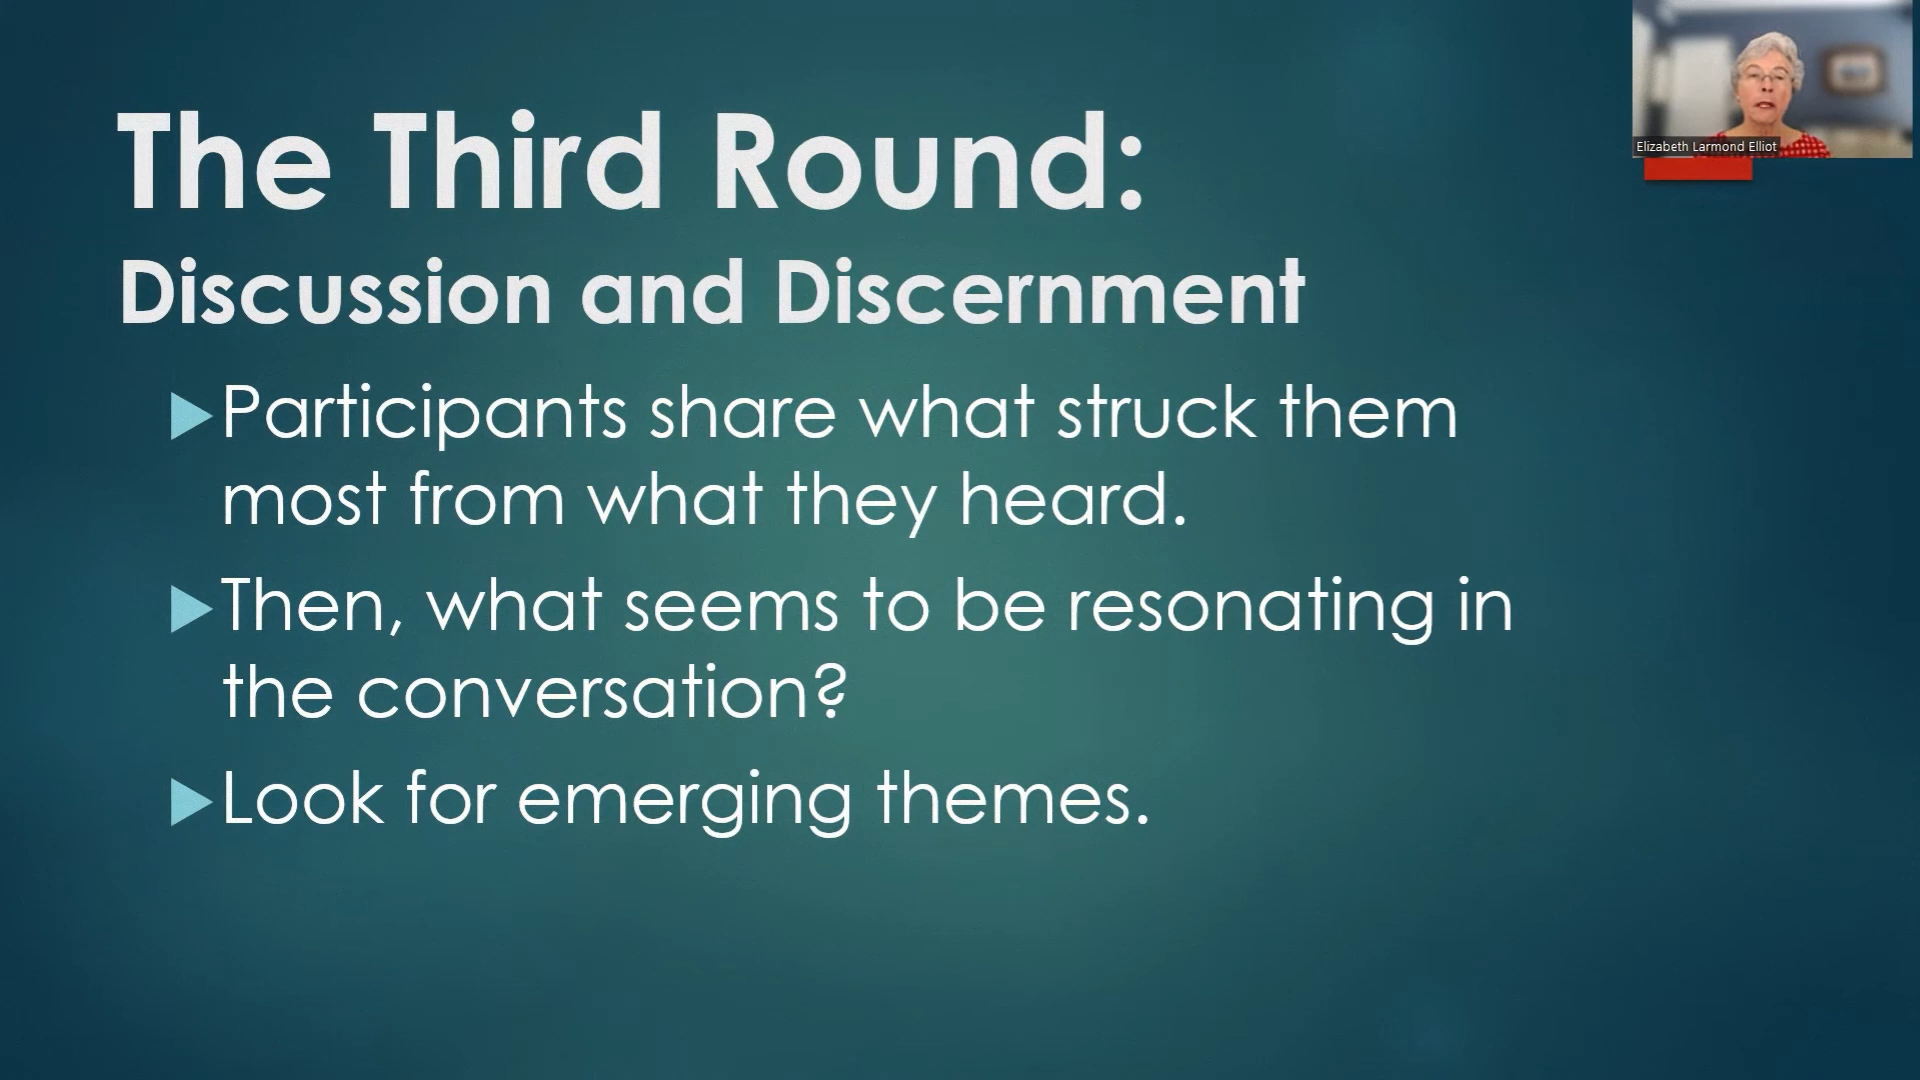 The Third Round:
Discussion and Discernment
Participants share what struck them
most from what they heard.
Then, what seems to be resonating in
the conversation?
Look for emerging themes.
Elizabeth Larmond Elliot